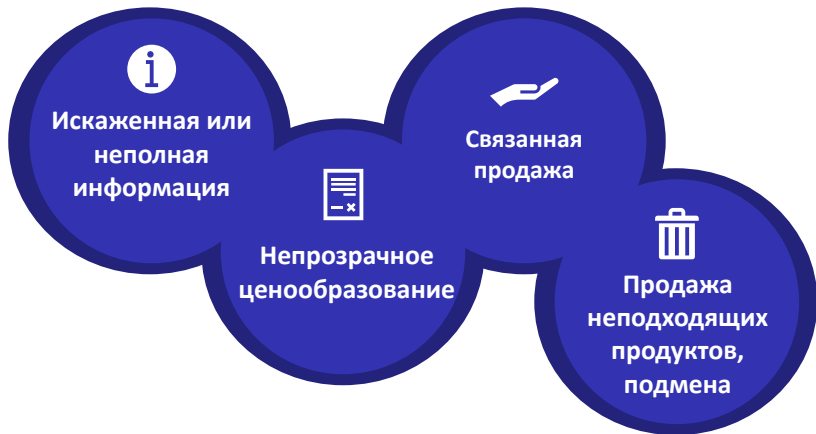 Искаженная или
неполная
информация
Непрозрачное
ценообразование
Связанная
продажа
Продажа
неподходящих
продуктов,
подмена